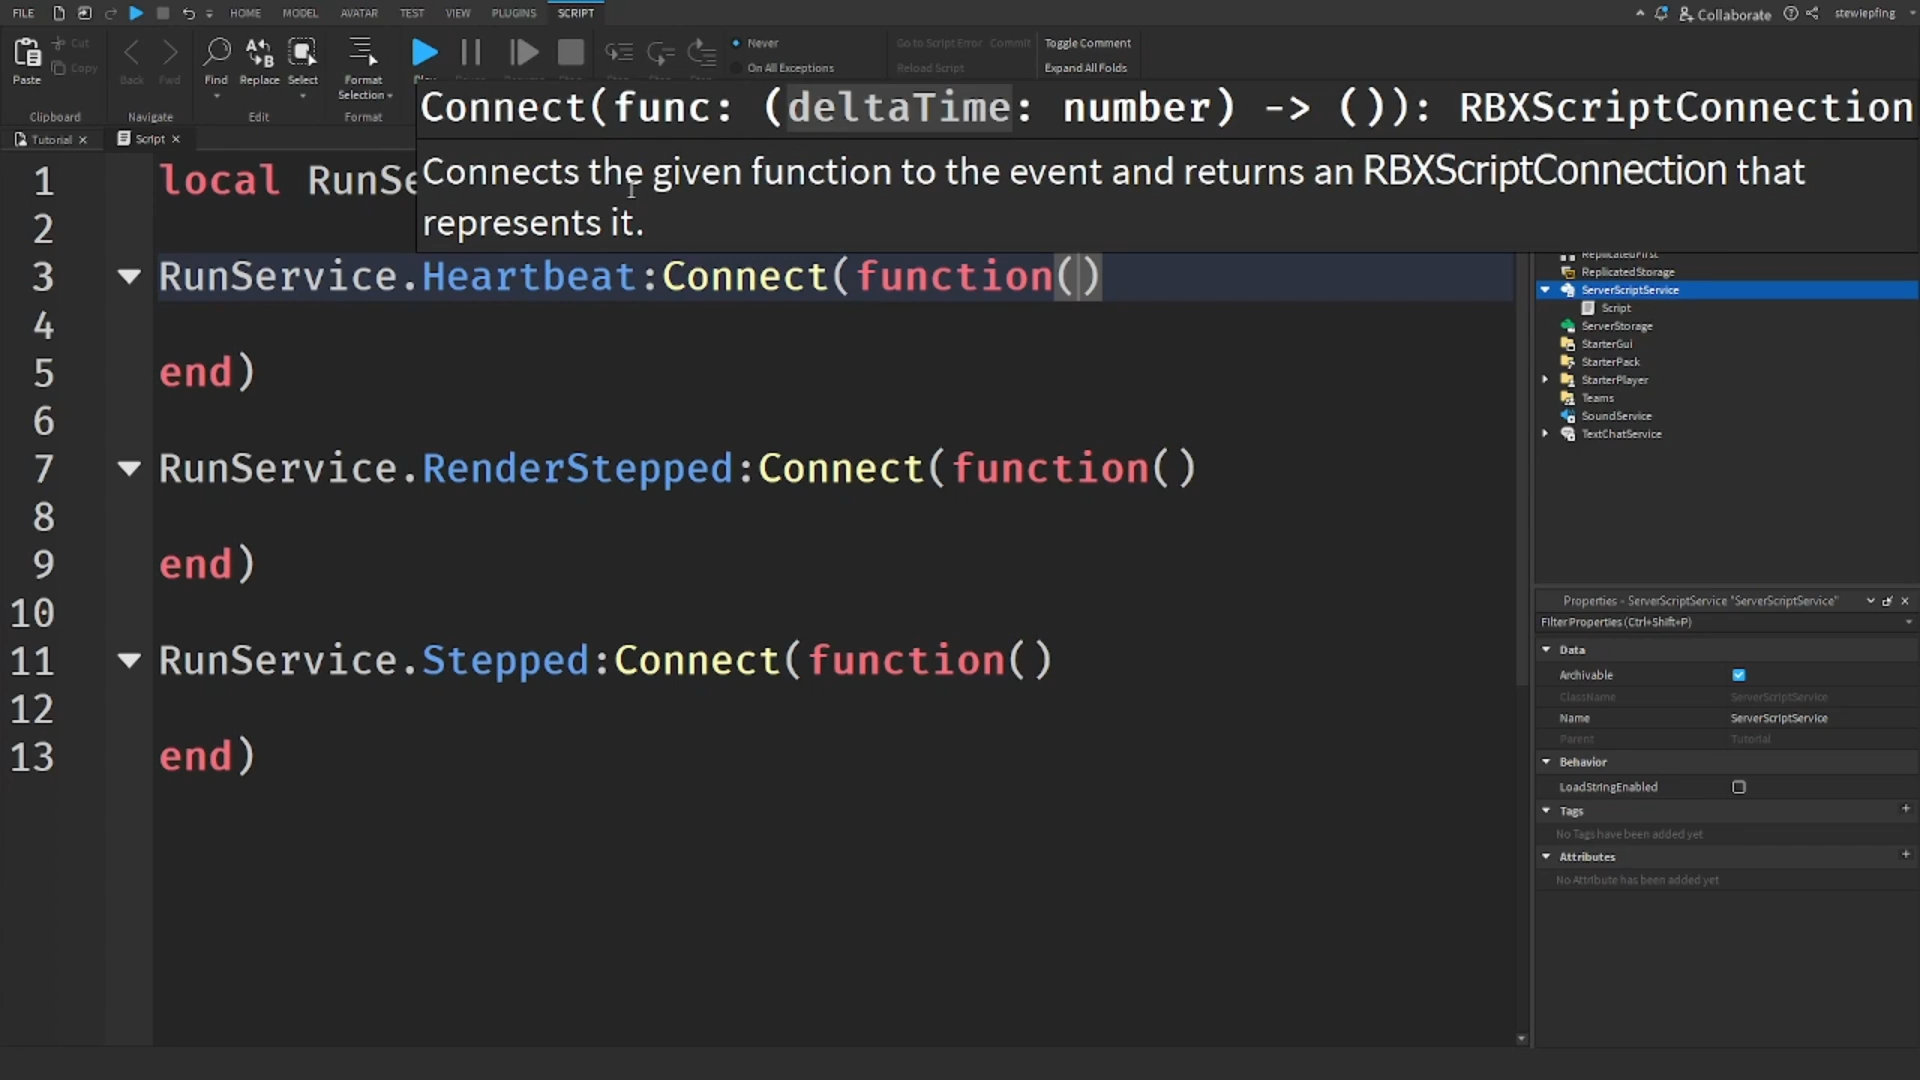 FILE HOME MODEL AVATAR TEST VIEW PLUGINS SCRIPT Collaborate stewiepfing
Paste Cut Copy Back Fwd Find Replace Select Format Selection Never On All Exceptions Go to Script Error Commit Reload Script Toggle Comment Expand All Folds
Clipboard Navigate Edit Format
Tutorial Script
Connect(func: (deltaTime: number) -> ()): RBXScriptConnection
Connects the given function to the event and returns an RBXScriptConnection that
represents it.
1 local RunSe
2
3 RunService.Heartbeat:Connect(function()
4
5 end)
6
7 RunService.RenderStepped:Connect(function()
8
9 end)
10
11 RunService.Stepped:Connect(function()
12
13 end)
ReplicatedFirst
ReplicatedStorage
ServerScriptService
Script
ServerStorage
StarterGui
StarterPack
StarterPlayer
Teams
SoundService
TextChatService
Properties - ServerScriptService "ServerScriptService"
Filter Properties (Ctrl+Shift+P)
Data
Archivable
ClassName ServerScriptService
Name ServerScriptService
Parent Tutorial
Behavior
LoadStringEnabled
Tags +
No Tags have been added yet
Attributes +
No Attribute has been added yet